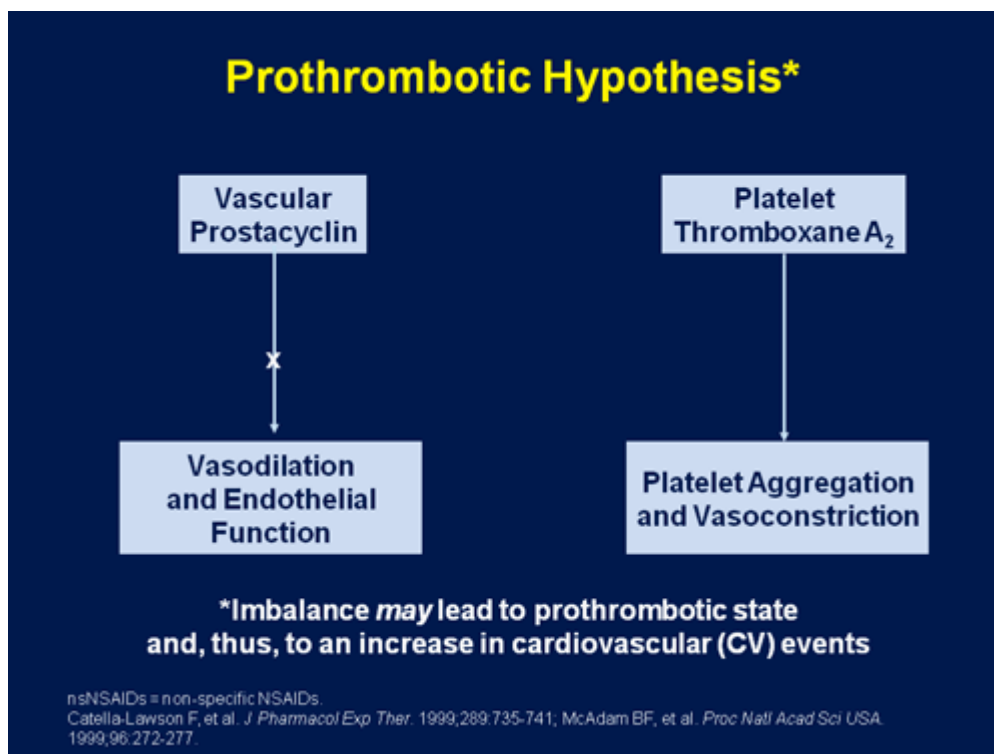 Prothrombotic Hypothesis*
Vascular
Prostacyclin
Platelet
Thromboxane A₂
x
Vasodilation
and Endothelial
Function
Platelet Aggregation
and Vasoconstriction
*Imbalance may lead to prothrombotic state
and, thus, to an increase in cardiovascular (CV) events
nsNSAIDs = non-specific NSAIDs.
Catella-Lawson F, et al. J Pharmacol Exp Ther. 1999;289:735-741; McAdam BF, et al. Proc Natl Acad Sci USA.
1999;96:272-277.